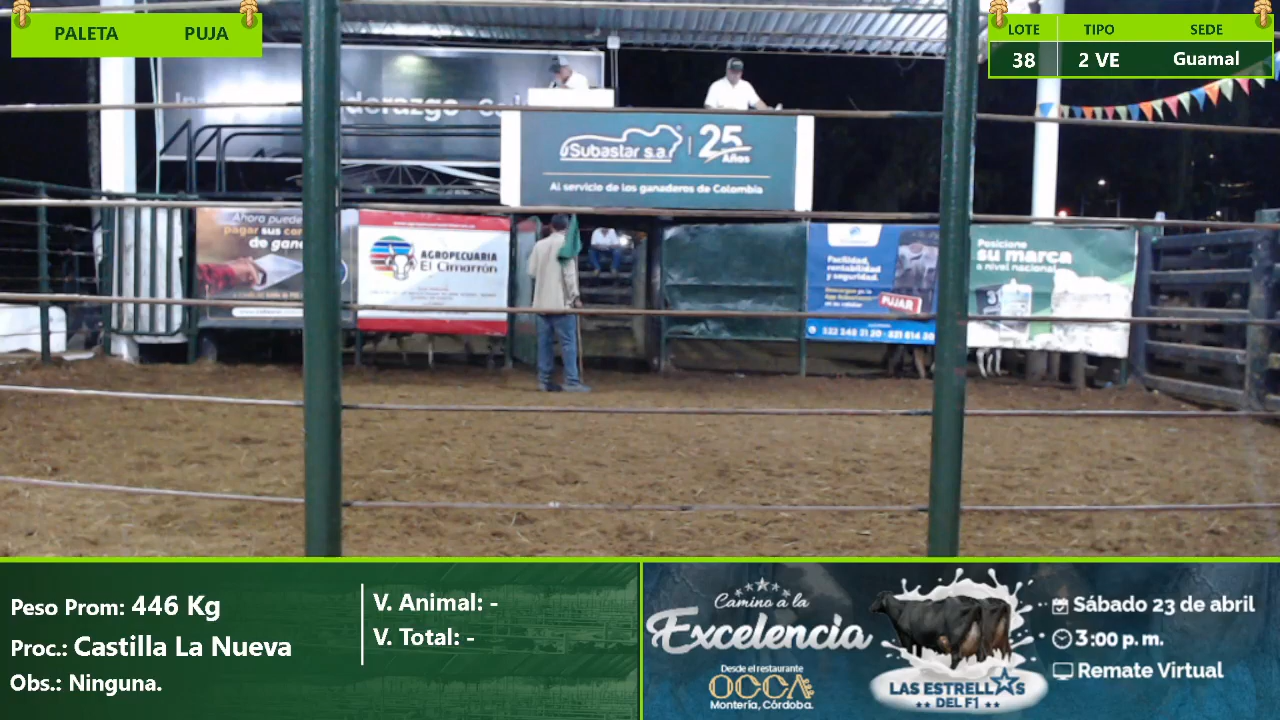 PALETA PUJA
LOTE TIPO SEDE
38 2 VE Guamal
Subastar s.a. 25
Años
Al servicio de los ganaderos de Colombia
Ahora puede
pagar sus
de
AGROPECUARIA
El Cimarrón
Facilidad,
rentabilidad
y seguridad.
PUJAR
Posicione
su marca
a nivel nacional
Peso Prom: 446 Kg
Proc.: Castilla La Nueva
Obs.: Ninguna.
V. Animal: -
V. Total: -
Camino a la
Excelencia
Desde el restaurante
OCCA
Montería, Córdoba.
LAS ESTRELLAS
DEL F1
Sábado 23 de abril
3:00 p. m.
Remate Virtual